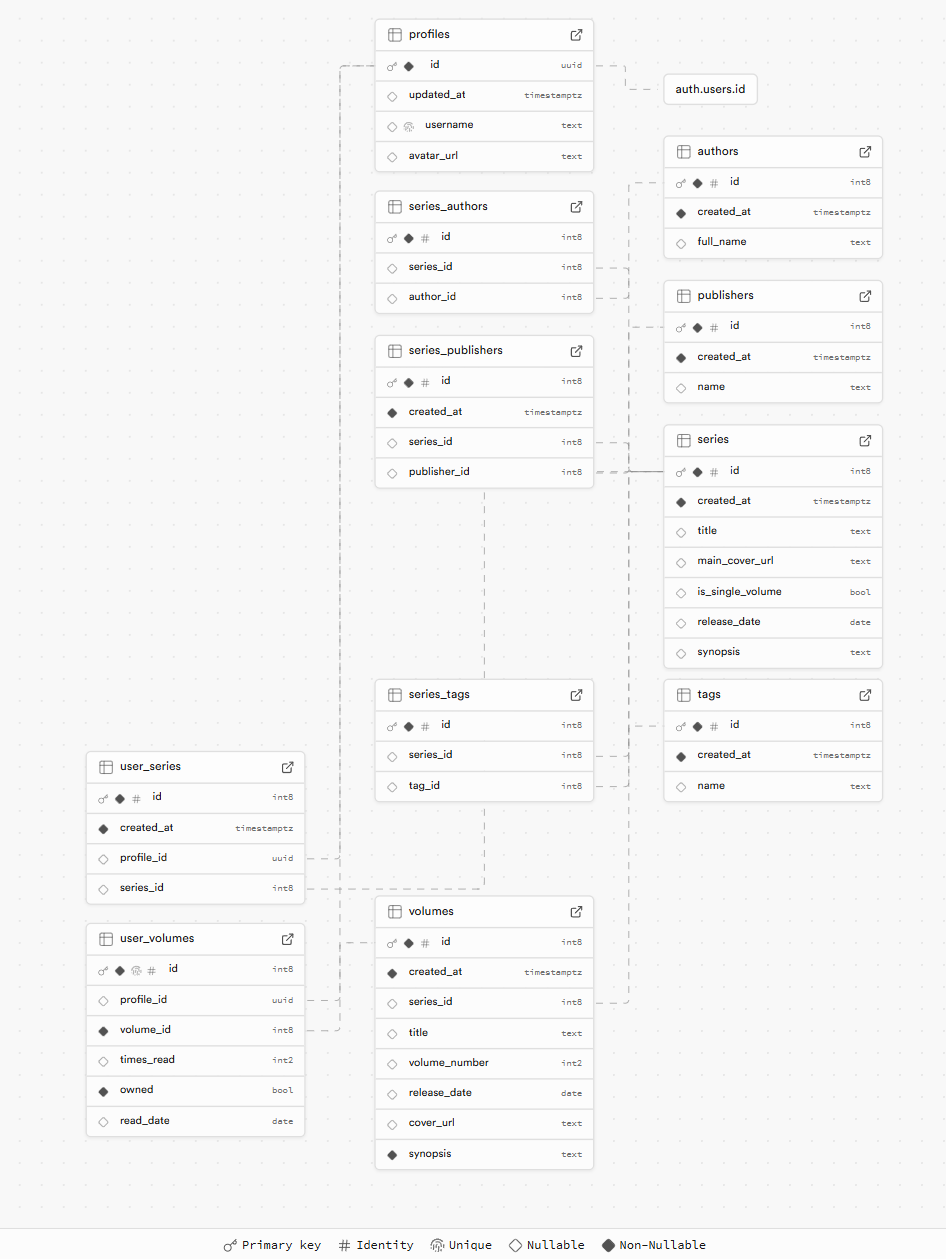 profiles
id uuid
updated_at timestamptz
username text
avatar_url text
auth.users.id
authors
id int8
created_at timestamptz
full_name text
series_authors
id int8
series_id int8
author_id int8
publishers
id int8
created_at timestamptz
name text
series_publishers
id int8
created_at timestamptz
series_id int8
publisher_id int8
series
id int8
created_at timestamptz
title text
main_cover_url text
is_single_volume bool
release_date date
synopsis text
series_tags
id int8
series_id int8
tag_id int8
tags
id int8
created_at timestamptz
name text
user_series
id int8
created_at timestamptz
profile_id uuid
series_id int8
user_volumes
id int8
profile_id uuid
volume_id int8
times_read int2
owned bool
read_date date
volumes
id int8
created_at timestamptz
series_id int8
title text
volume_number int2
release_date date
cover_url text
synopsis text
Primary key # Identity Unique Nullable Non-Nullable